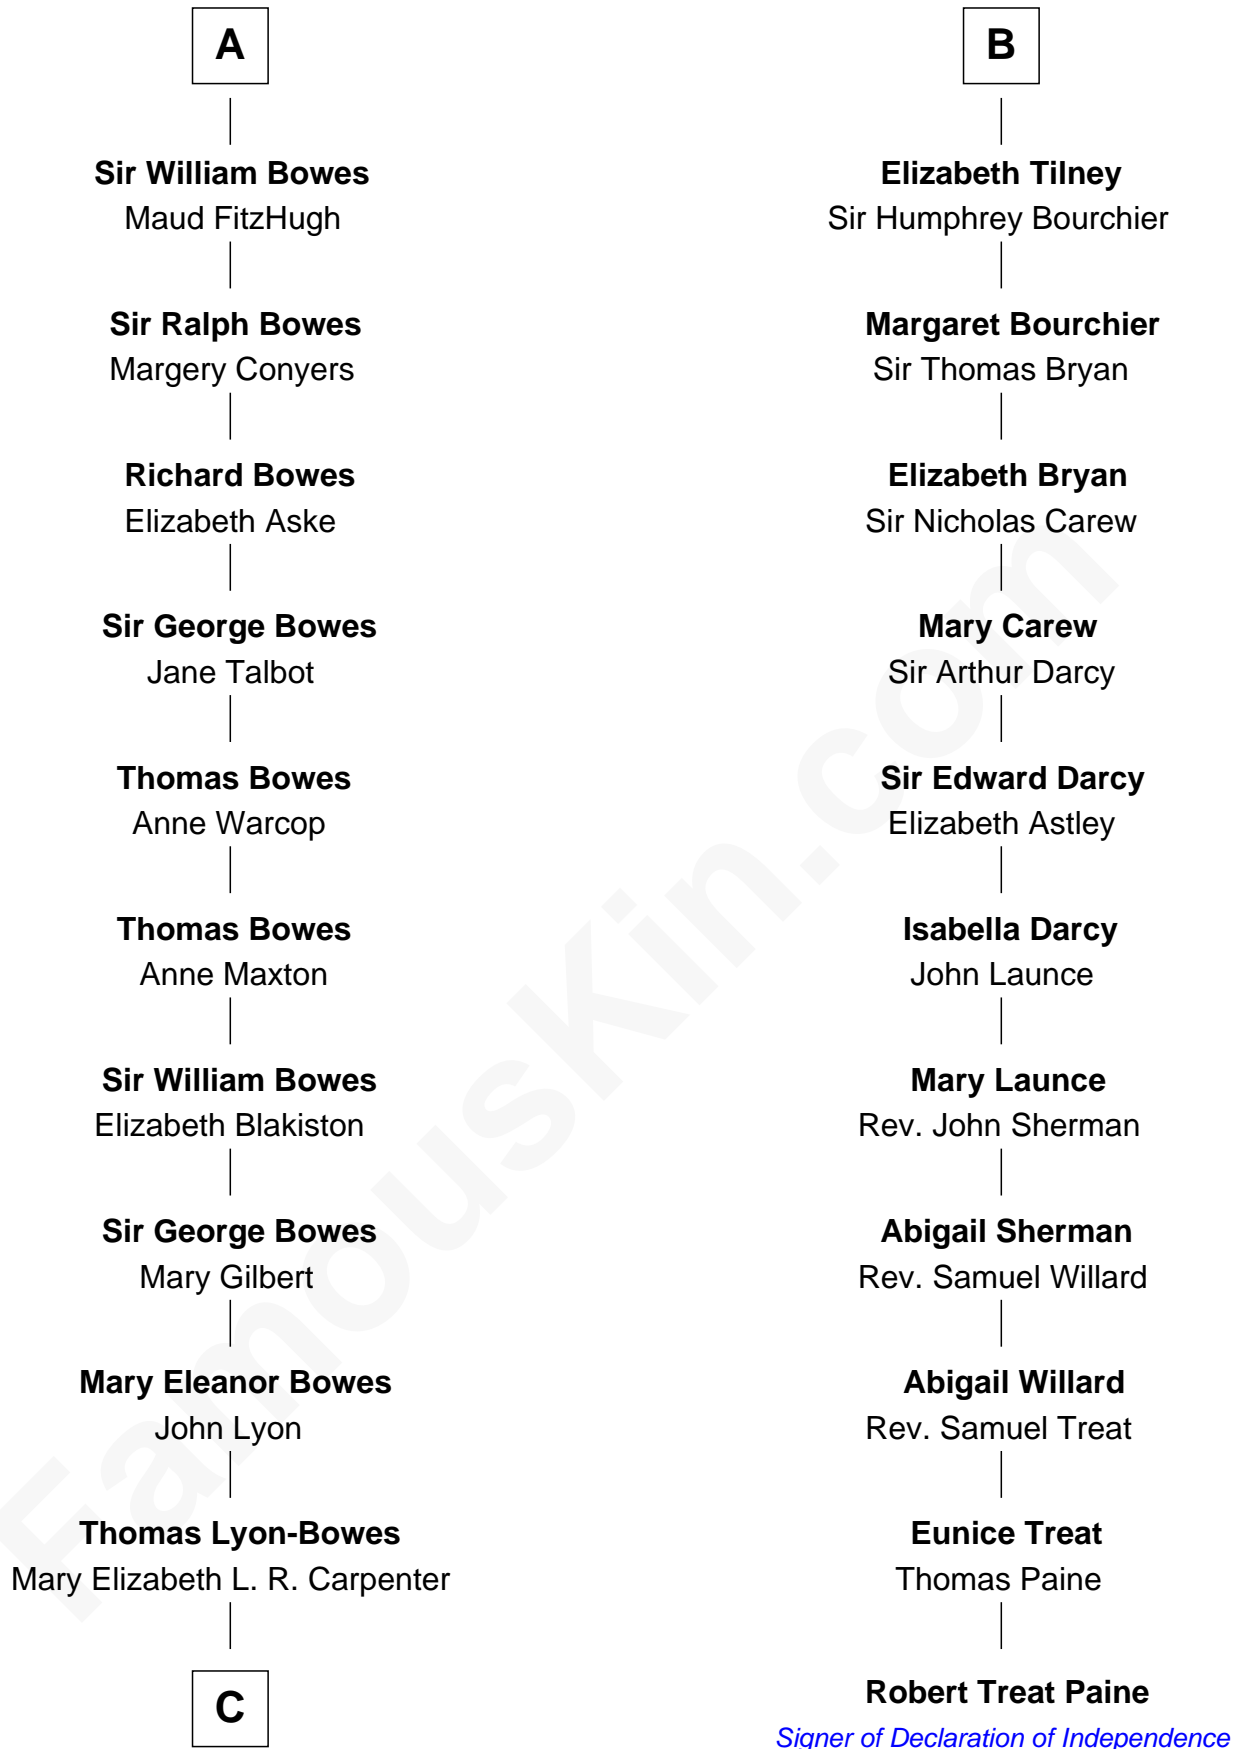 A
Sir William Bowes
Maud FitzHugh
Sir Ralph Bowes
Margery Conyers
Richard Bowes
Elizabeth Aske
Sir George Bowes
Jane Talbot
Thomas Bowes
Anne Warcop
Thomas Bowes
Anne Maxton
Sir William Bowes
Elizabeth Blakiston
Sir George Bowes
Mary Gilbert
Mary Eleanor Bowes
John Lyon
Thomas Lyon-Bowes
Mary Elizabeth L. R. Carpenter
C
B
Elizabeth Tilney
Sir Humphrey Bourchier
Margaret Bourchier
Sir Thomas Bryan
Elizabeth Bryan
Sir Nicholas Carew
Mary Carew
Sir Arthur Darcy
Sir Edward Darcy
Elizabeth Astley
Isabella Darcy
John Launce
Mary Launce
Rev. John Sherman
Abigail Sherman
Rev. Samuel Willard
Abigail Willard
Rev. Samuel Treat
Eunice Treat
Thomas Paine
Robert Treat Paine
Signer of Declaration of Independence
FamousKin.com